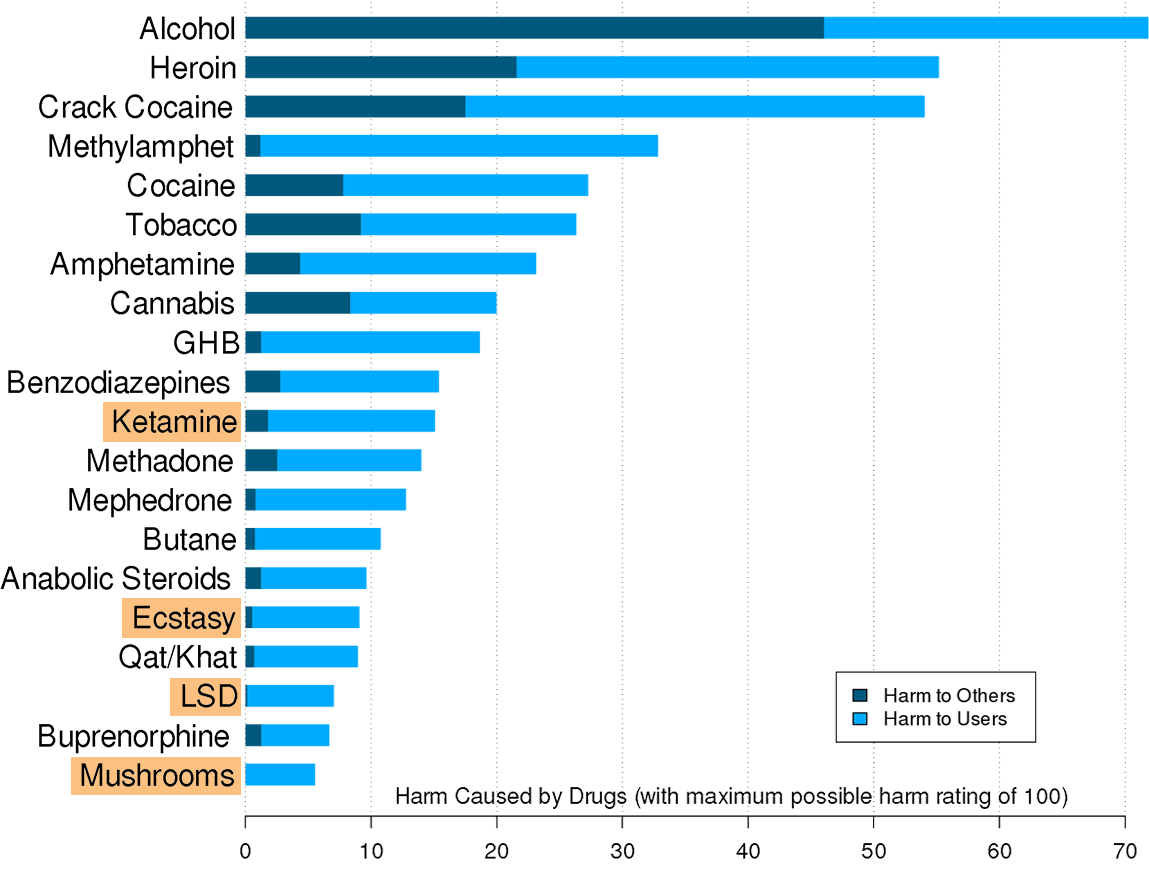 Alcohol
Heroin
Crack Cocaine
Methylamphet
Cocaine
Tobacco
Amphetamine
Cannabis
GHB
Benzodiazepines
Ketamine
Methadone
Mephedrone
Butane
Anabolic Steroids
Ecstasy
Qat/Khat
LSD
Buprenorphine
Mushrooms
Harm to Others
Harm to Users
Harm Caused by Drugs (with maximum possible harm rating of 100)
0 10 20 30 40 50 60 70